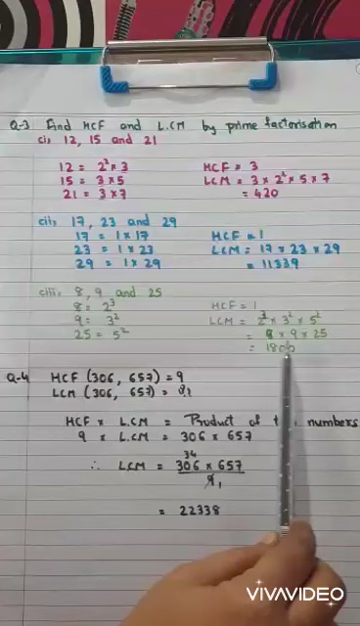 Q-3 Find HCF and L.CM by prime factorisation
(i) 12, 15 and 21
12 = 2² × 3
15 = 3 × 5
21 = 3 × 7
HCF = 3
LCM = 3 × 2² × 5 × 7
= 420
(ii) 17, 23 and 29
17 = 1 × 17
23 = 1 × 23
29 = 1 × 29
HCF = 1
LCM = 17 × 23 × 29
= 11339
(iii) 8, 9 and 25
8 = 2³
9 = 3²
25 = 5²
HCF = 1
LCM = 2³ × 3² × 5²
= 8 × 9 × 25
= 1800
Q-4 HCF (306, 657) = 9
LCM (306, 657) = ?
HCF × L.CM = Product of numbers
9 × L.CM = 306 × 657
34
∴ LCM = 306 × 657
9 1
= 22338
VIVAVIDEO